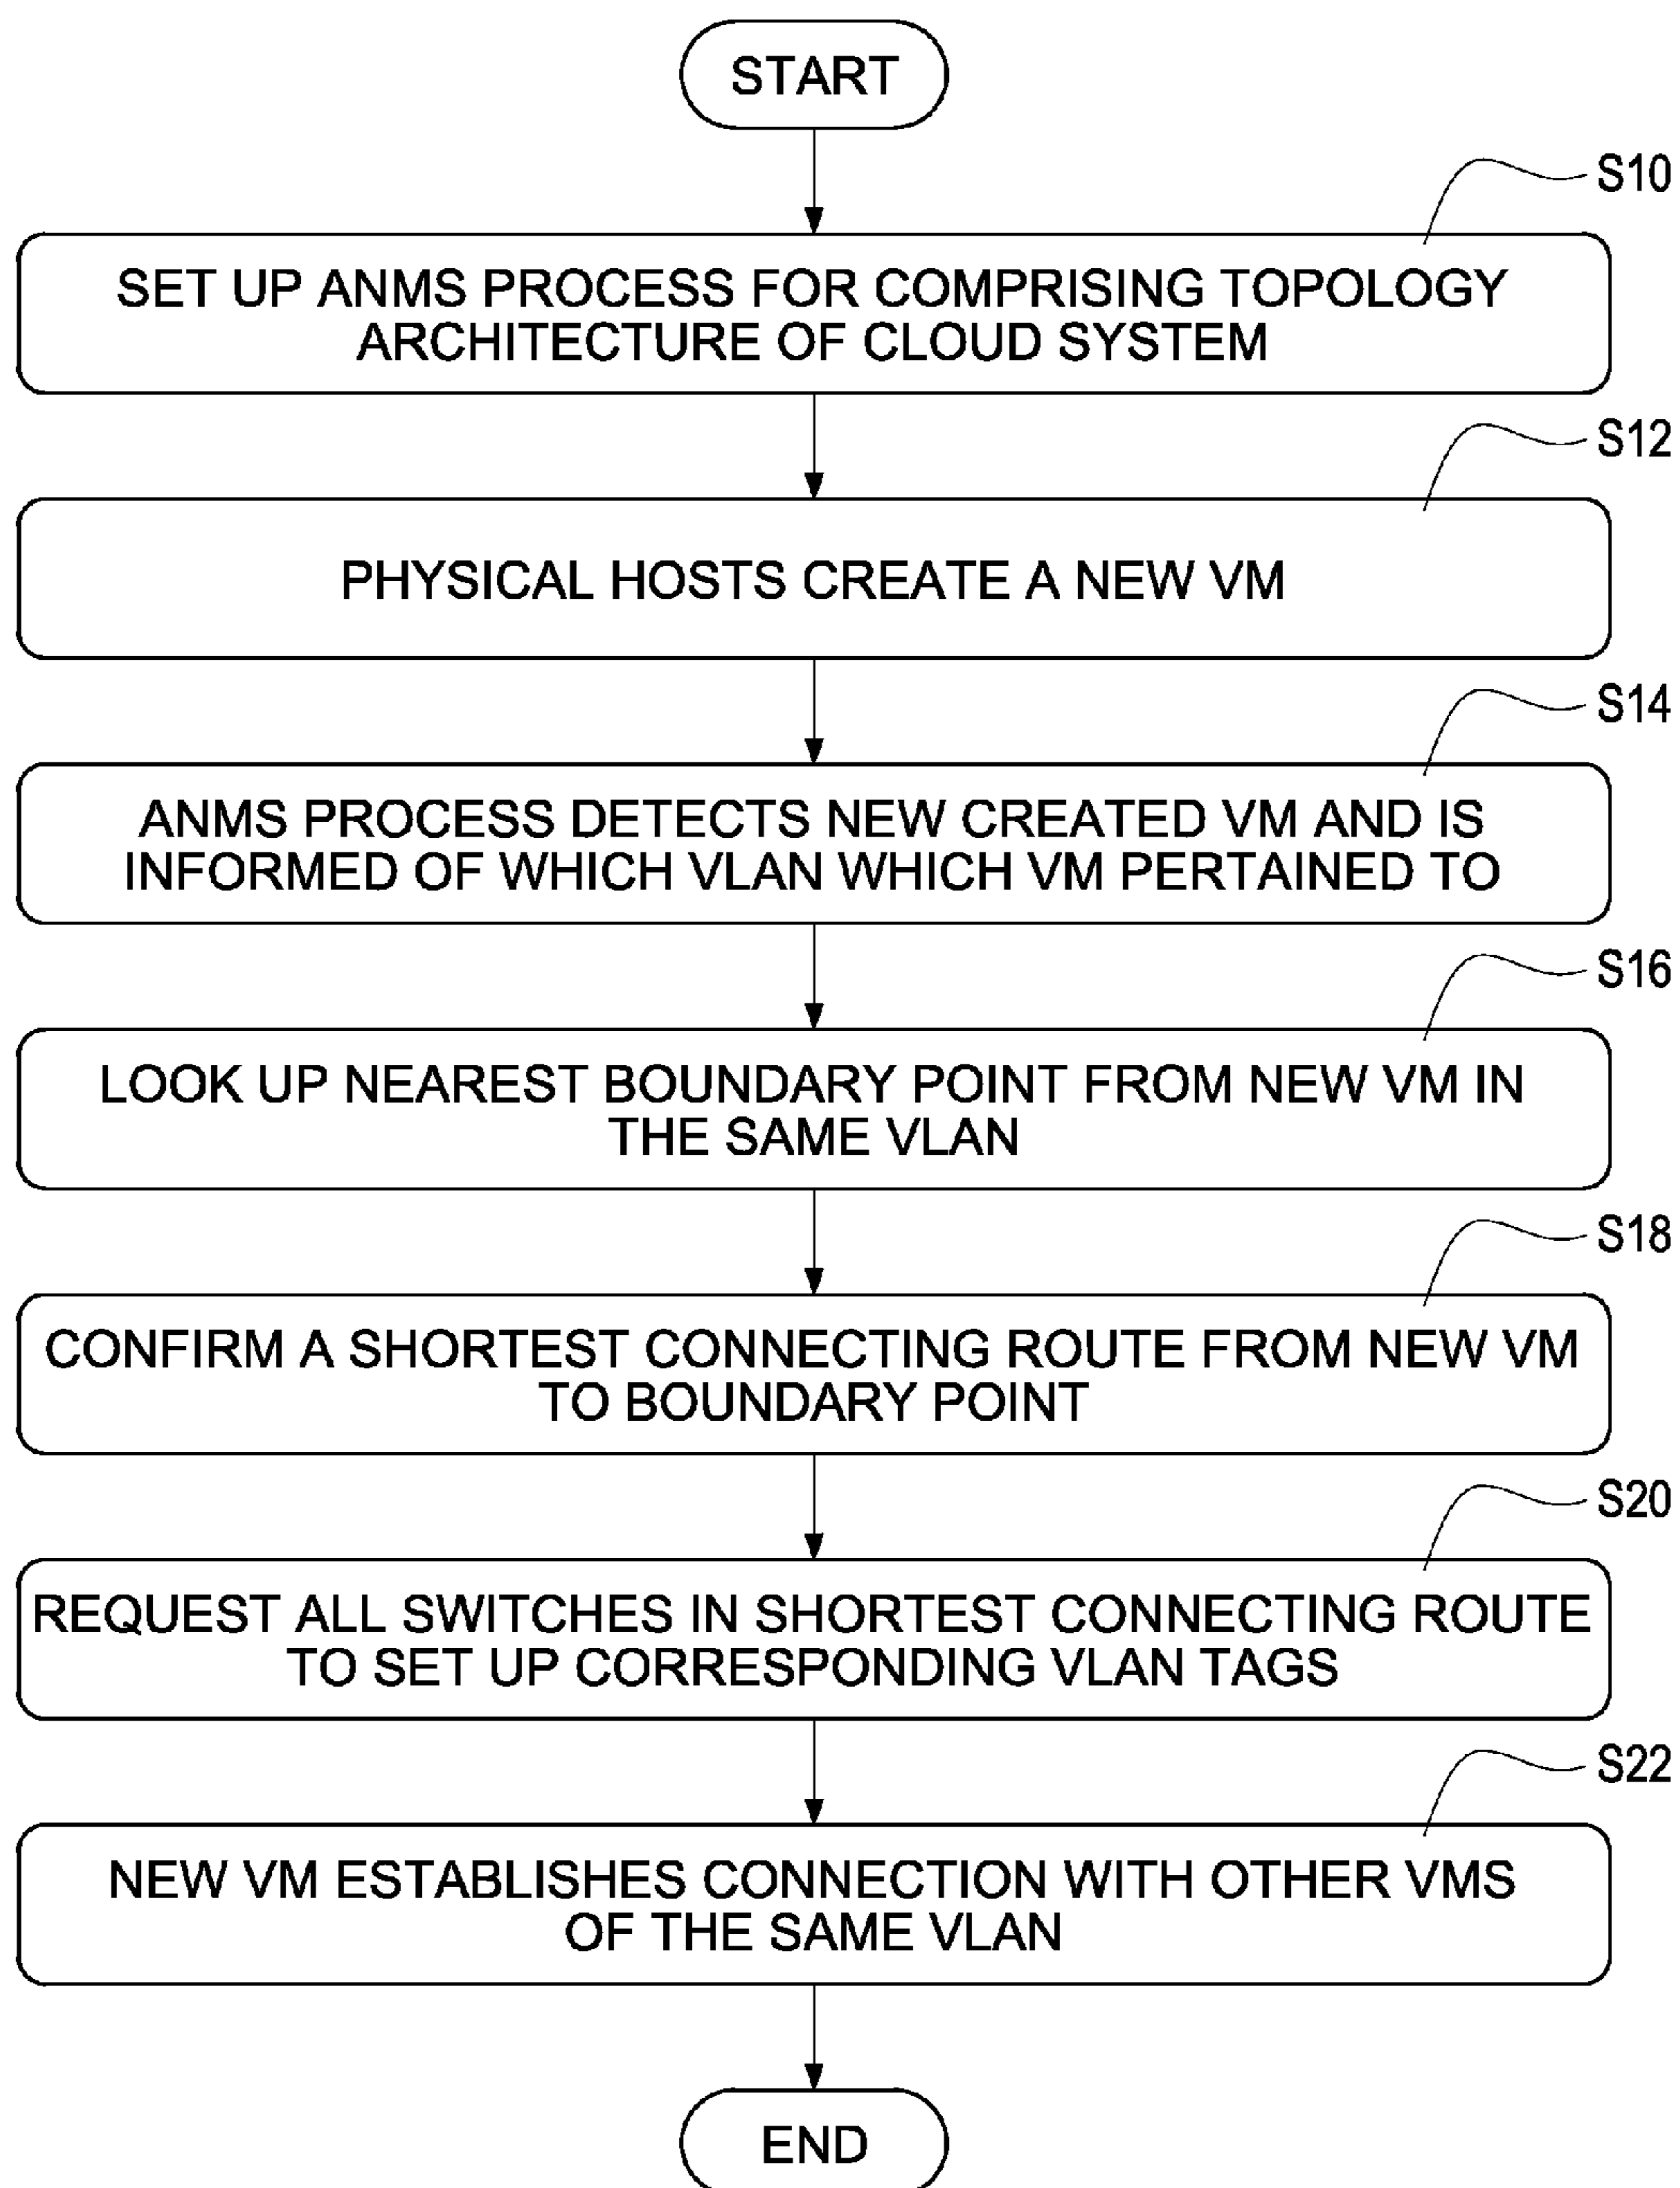 START
S10
SET UP ANMS PROCESS FOR COMPRISING TOPOLOGY
ARCHITECTURE OF CLOUD SYSTEM
S12
PHYSICAL HOSTS CREATE A NEW VM
S14
ANMS PROCESS DETECTS NEW CREATED VM AND IS
INFORMED OF WHICH VLAN WHICH VM PERTAINED TO
S16
LOOK UP NEAREST BOUNDARY POINT FROM NEW VM IN
THE SAME VLAN
S18
CONFIRM A SHORTEST CONNECTING ROUTE FROM NEW VM
TO BOUNDARY POINT
S20
REQUEST ALL SWITCHES IN SHORTEST CONNECTING ROUTE
TO SET UP CORRESPONDING VLAN TAGS
S22
NEW VM ESTABLISHES CONNECTION WITH OTHER VMS
OF THE SAME VLAN
END